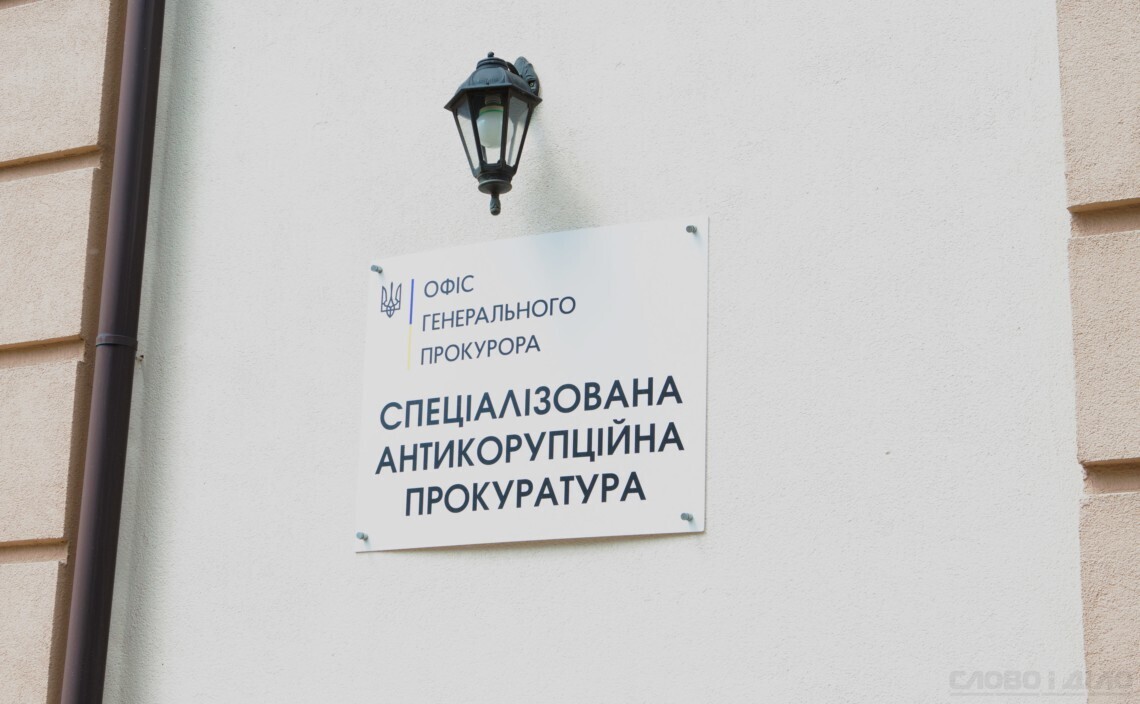 ОФІС
ГЕНЕРАЛЬНОГО
ПРОКУРОРА
СПЕЦІАЛІЗОВАНА
АНТИКОРУПЦІЙНА
ПРОКУРАТУРА
СЛОВО І ДІЛО